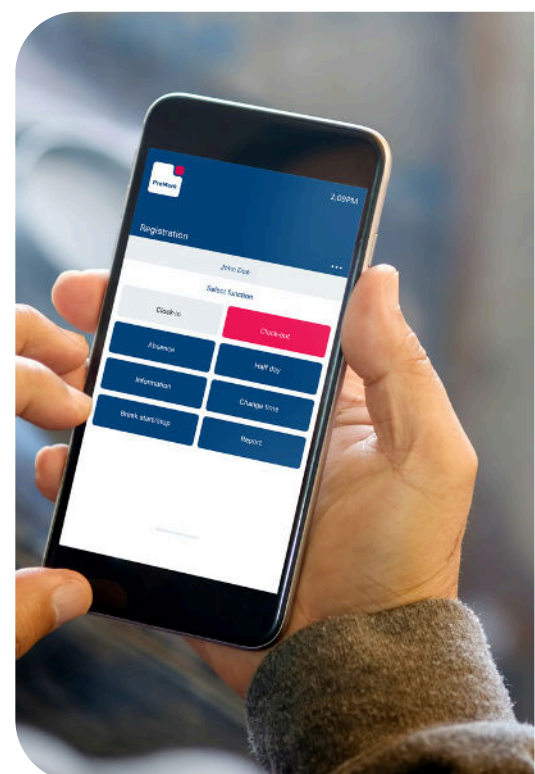 ProMark
2.09PM
Registration
...
John Doe
Select function
Clock-in
Clock-out
Absence
Half day
Information
Change time
Break start/stop
Report